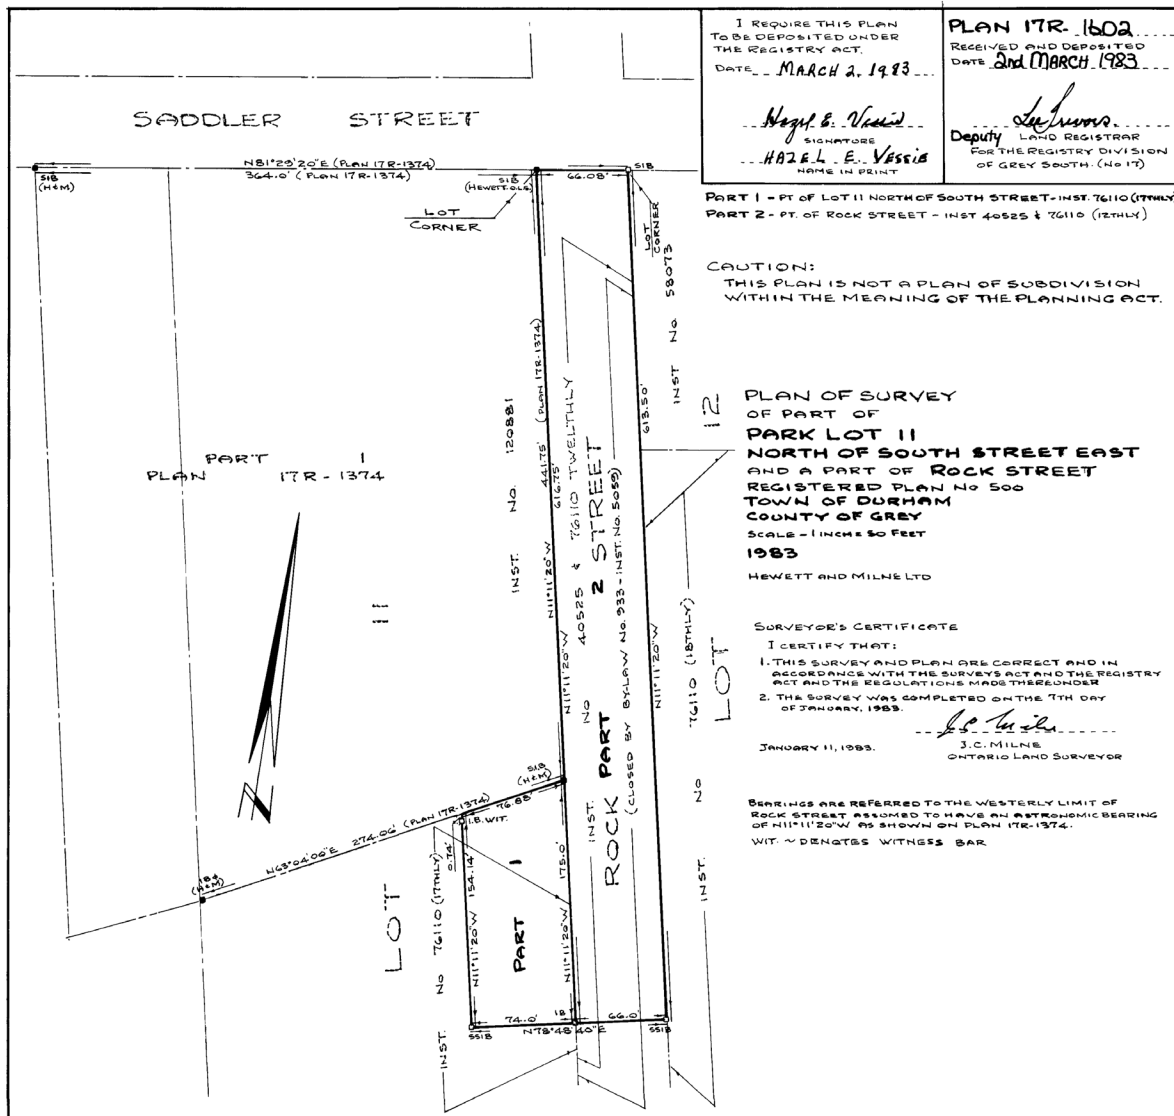 I REQUIRE THIS PLAN
TO BE DEPOSITED UNDER
THE REGISTRY ACT.
DATE MARCH 2, 1983
Hazel E. Vessie
SIGNATURE
HAZEL E. VESSIE
NAME IN PRINT
PLAN 17R-1602
RECEIVED AND DEPOSITED
DATE 2nd MARCH 1983
Deputy LAND REGISTRAR
FOR THE REGISTRY DIVISION
OF GREY SOUTH. (No 17)
PART 1 - PT OF LOT 11 NORTH OF SOUTH STREET - INST. 76110 (17THLY)
PART 2 - PT. OF ROCK STREET - INST 40525 & 76110 (12THLY)
CAUTION:
THIS PLAN IS NOT A PLAN OF SUBDIVISION
WITHIN THE MEANING OF THE PLANNING ACT.
PLAN OF SURVEY
OF PART OF
PARK LOT 11
NORTH OF SOUTH STREET EAST
AND A PART OF ROCK STREET
REGISTERED PLAN No 500
TOWN OF DURHAM
COUNTY OF GREY
SCALE - 1 INCH = 50 FEET
1983
HEWETT AND MILNE LTD
SURVEYOR'S CERTIFICATE
I CERTIFY THAT:
1. THIS SURVEY AND PLAN ARE CORRECT AND IN
ACCORDANCE WITH THE SURVEYS ACT AND THE REGISTRY
ACT AND THE REGULATIONS MADE THEREUNDER
2. THE SURVEY WAS COMPLETED ON THE 7TH DAY
OF JANUARY, 1983.
J.C. Milne
JANUARY 11, 1983.
J.C. MILNE
ONTARIO LAND SURVEYOR
BEARINGS ARE REFERRED TO THE WESTERLY LIMIT OF
ROCK STREET ASSUMED TO HAVE AN ASTRONOMIC BEARING
OF N11°11'20"W AS SHOWN ON PLAN 17R-1374.
WIT. ~ DENOTES WITNESS BAR
SADDLER STREET
N81°29'20"E (PLAN 17R-1374)
364.0' (PLAN 17R-1374)
SIB
(H&M)
SIB
(HEWETT O.L.S.)
66.08'
SIB
LOT
CORNER
LOT
CORNER
INST No 58073
PART 1
PLAN 17R-1374
11
INST. No. 120881
N11°11'20"W 441.75' (PLAN 17R-1374)
N11°11'20"W 616.75'
INST. No 40525 & 76110 TWELTHLY
ROCK STREET
PART 2
(CLOSED BY BY-LAW No. 933 - INST. No. 5059)
N11°11'20"W 613.50'
12
LOT
INST. No 76110 (18THLY)
SIB
(H&M)
N63°04'00"E 274.06' (PLAN 17R-1374)
76.88'
I.B. WIT.
0.74'
(H&M)
LOT
INST. No 76110 (17THLY)
N11°11'20"W 154.14'
PART 1
N11°11'20"W 175.0'
74.0'
IB
66.0'
N78°48'40"E
SSIB
SSIB